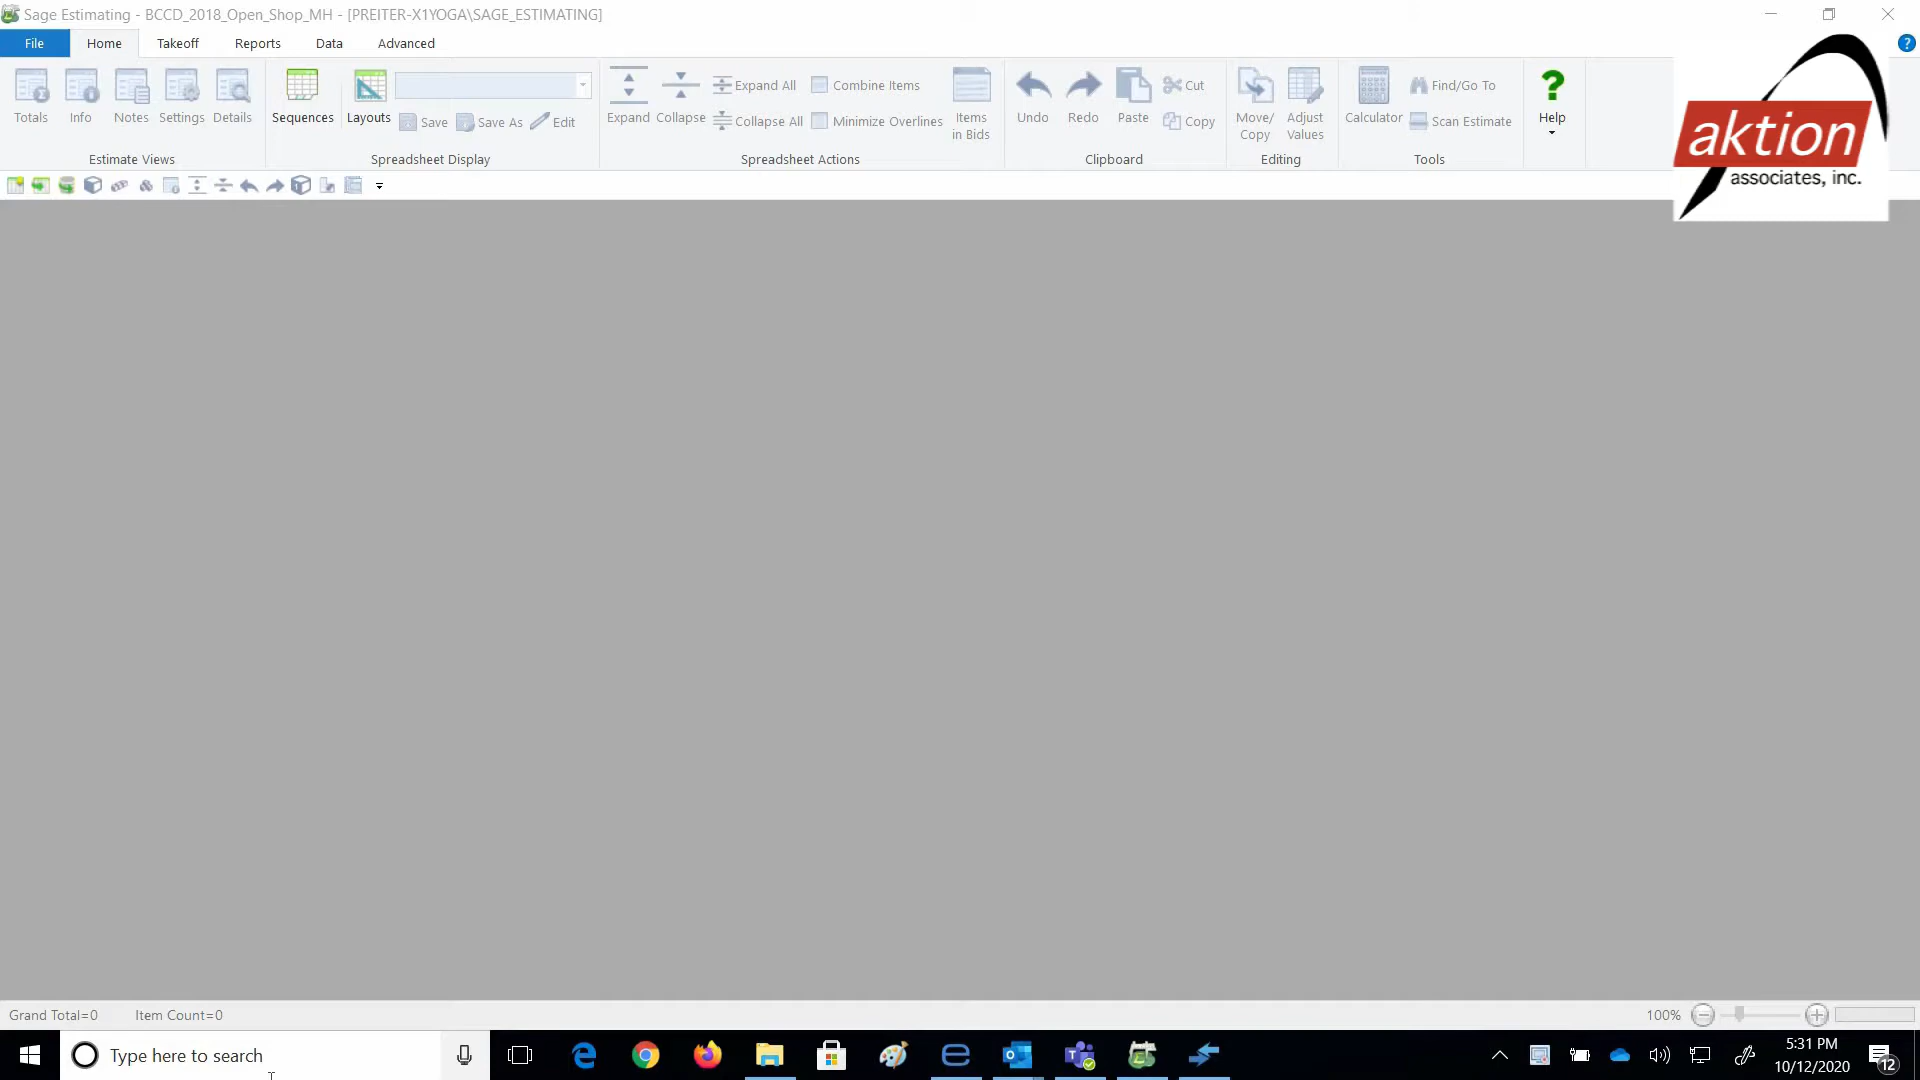 Sage Estimating - BCCD_2018_Open_Shop_MH - [PREITER-X1YOGA\SAGE_ESTIMATING]
File Home Takeoff Reports Data Advanced ?
Totals Info Notes Settings Details
Estimate Views
Sequences Layouts Save Save As Edit
Spreadsheet Display
Expand Collapse Expand All Combine Items
Collapse All Minimize Overlines
Items
in Bids
Spreadsheet Actions
Undo Redo Paste Cut
Copy
Clipboard
Move/
Copy
Adjust
Values
Editing
Calculator Find/Go To
Scan Estimate
Tools
Help
aktion
associates, inc.
Grand Total=0 Item Count=0 100%
Type here to search
5:31 PM
10/12/2020
12